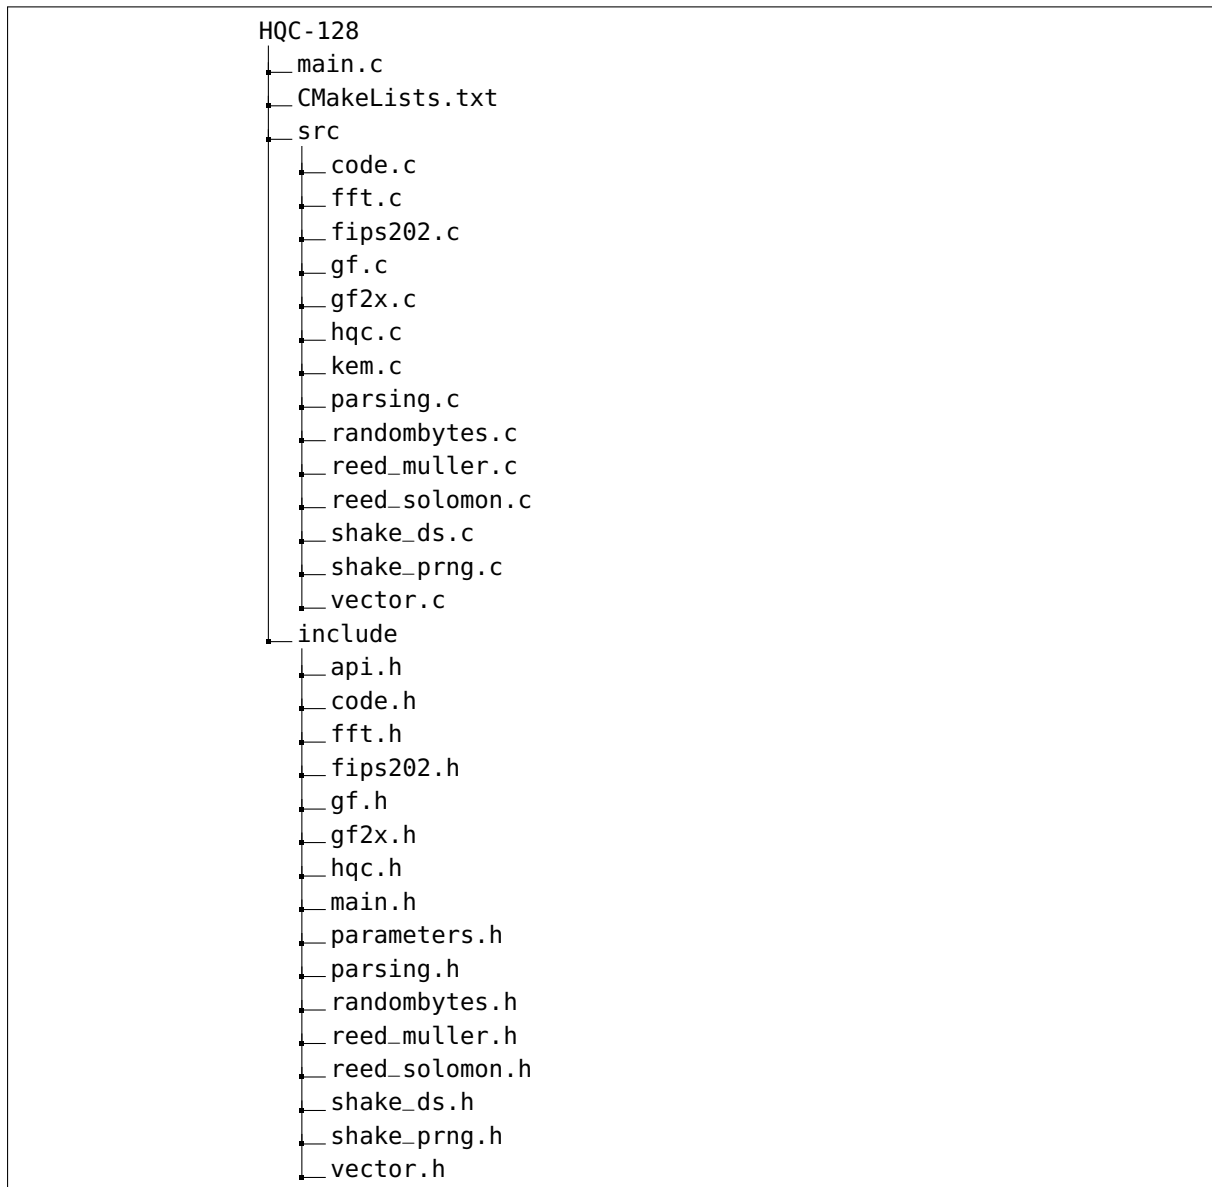 HQC-128
main.c
CMakeLists.txt
src
code.c
fft.c
fips202.c
gf.c
gf2x.c
hqc.c
kem.c
parsing.c
randombytes.c
reed_muller.c
reed_solomon.c
shake_ds.c
shake_prng.c
vector.c
include
api.h
code.h
fft.h
fips202.h
gf.h
gf2x.h
hqc.h
main.h
parameters.h
parsing.h
randombytes.h
reed_muller.h
reed_solomon.h
shake_ds.h
shake_prng.h
vector.h